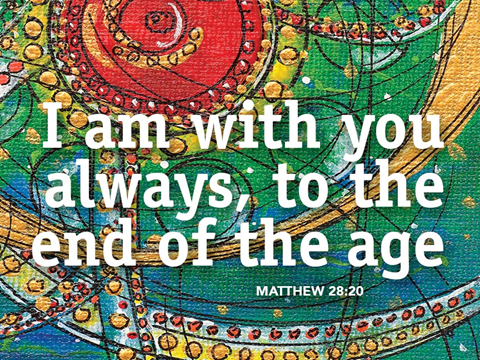 I am with you
always, to the
end of the age
MATTHEW 28:20